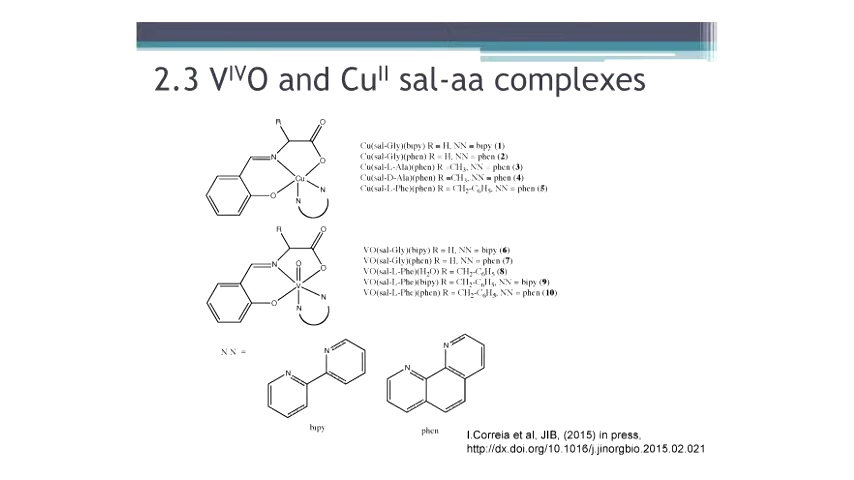 2.3 VIVO and CuII sal-aa complexes
R
O
N
O
Cu
O
N
N
Cu(sal-Gly)(bipy) R = H, NN = bipy (1)
Cu(sal-Gly)(phen) R = H, NN = phen (2)
Cu(sal-L-Ala)(phen) R =CH3, NN = phen (3)
Cu(sal-D-Ala)(phen) R =CH3, NN = phen (4)
Cu(sal-L-Phe)(phen) R = CH2-C6H5, NN = phen (5)
R
O
N
O
O
V
O
N
N
VO(sal-Gly)(bipy) R = H, NN = bipy (6)
VO(sal-Gly)(phen) R = H, NN = phen (7)
VO(sal-L-Phe)(H2O) R = CH2-C6H5 (8)
VO(sal-L-Phe)(bipy) R = CH2-C6H5, NN = bipy (9)
VO(sal-L-Phe)(phen) R = CH2-C6H5, NN = phen (10)
N N =
N
N
N
N
bipy
phen
I.Correia et al, JIB, (2015) in press,
http://dx.doi.org/10.1016/j.jinorgbio.2015.02.021